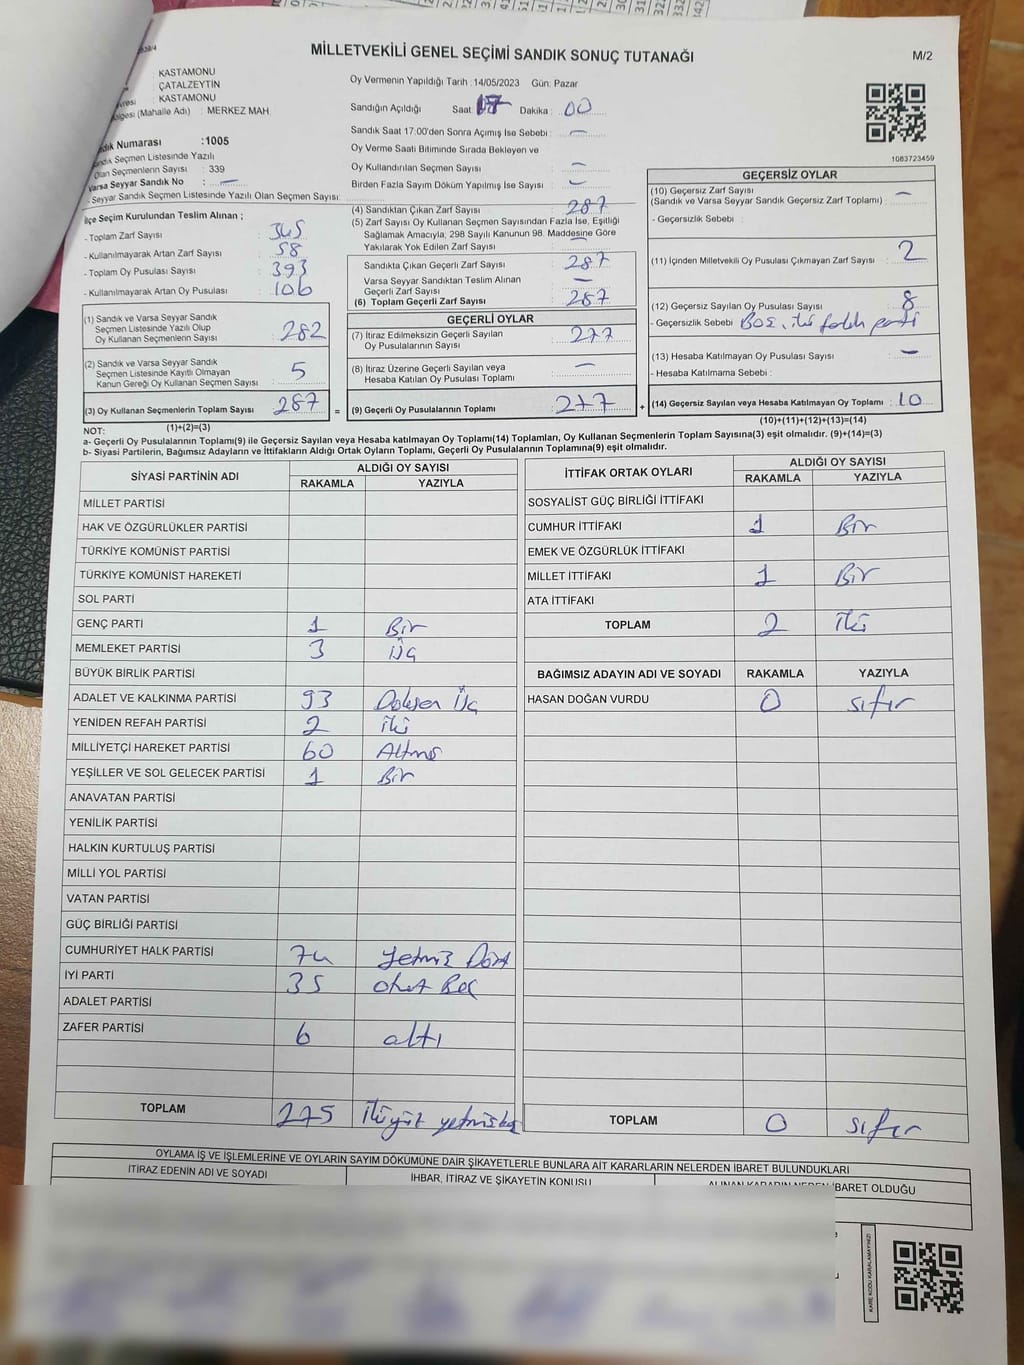 MİLLETVEKİLİ GENEL SEÇİMİ SANDIK SONUÇ TUTANAĞI
M/2
: KASTAMONU
: ÇATALZEYTİN
: KASTAMONU
(Mahalle Adı) : MERKEZ MAH
Numarası :1005
Sandık Seçmen Listesinde Yazılı
Olan Seçmenlerin Sayısı : 339
Varsa Seyyar Sandık No : –
- Seyyar Sandık Seçmen Listesinde Yazılı Olan Seçmen Sayısı:
Oy Vermenin Yapıldığı Tarih :14/05/2023 Gün: Pazar
Sandığın Açıldığı Saat: 17 Dakika : 00
Sandık Saat 17:00'den Sonra Açımış İse Sebebi : –
Oy Verme Saati Bitiminde Sırada Bekleyen ve
Oy Kullandırılan Seçmen Sayısı –
Birden Fazla Sayım Döküm Yapılmış İse Sayısı : –
1083723459
İlçe Seçim Kurulundan Teslim Alınan ;
- Toplam Zarf Sayısı : 345
- Kullanılmayarak Artan Zarf Sayısı : 58
- Toplam Oy Pusulası Sayısı : 393
- Kullanılmayarak Artan Oy Pusulası : 106
(1) Sandık ve Varsa Seyyar Sandık
Seçmen Listesinde Yazılı Olup
Oy Kullanan Seçmenlerin Sayısı : 282
(2) Sandık ve Varsa Seyyar Sandık
Seçmen Listesinde Kayıtlı Olmayan
Kanun Gereği Oy Kullanan Seçmen Sayısı : 5
(3) Oy Kullanan Seçmenlerin Toplam Sayısı : 287 =
(1)+(2)=(3)
(4) Sandıktan Çıkan Zarf Sayısı : 287
(5) Zarf Sayısı Oy Kullanan Seçmen Sayısından Fazla İse, Eşitliği
Sağlamak Amacıyla; 298 Sayılı Kanunun 98. Maddesine Göre
Yakılarak Yok Edilen Zarf Sayısı : –
Sandıkta Çıkan Geçerli Zarf Sayısı : 287
Varsa Seyyar Sandıktan Teslim Alınan
Geçerli Zarf Sayısı : –
(6) Toplam Geçerli Zarf Sayısı : 287
GEÇERLİ OYLAR
(7) İtiraz Edilmeksizin Geçerli Sayılan
Oy Pusulalarının Sayısı : 277
(8) İtiraz Üzerine Geçerli Sayılan veya
Hesaba Katılan Oy Pusulası Toplamı : –
(9) Geçerli Oy Pusulalarının Toplamı : 277 +
GEÇERSİZ OYLAR
(10) Geçersiz Zarf Sayısı : –
(Sandık ve Varsa Seyyar Sandık Geçersiz Zarf Toplamı)
- Geçersizlik Sebebi :
(11) İçinden Milletvekili Oy Pusulası Çıkmayan Zarf Sayısı : 2
(12) Geçersiz Sayılan Oy Pusulası Sayısı : 8
- Geçersizlik Sebebi : Boş, iki farklı parti
(13) Hesaba Katılmayan Oy Pusulası Sayısı : –
- Hesaba Katılmama Sebebi :
(14) Geçersiz Sayılan veya Hesaba Katılmayan Oy Toplamı : 10
(10)+(11)+(12)+(13)=(14)
NOT:
a- Geçerli Oy Pusulalarının Toplamı(9) ile Geçersiz Sayılan veya Hesaba katılmayan Oy Toplamı(14) Toplamları, Oy Kullanan Seçmenlerin Toplam Sayısına(3) eşit olmalıdır. (9)+(14)=(3)
b- Siyasi Partilerin, Bağımsız Adayların ve İttifakların Aldığı Ortak Oyların Toplamı, Geçerli Oy Pusulalarının Toplamına(9) eşit olmalıdır.
SİYASİ PARTİNİN ADI ALDIĞI OY SAYISI
RAKAMLA YAZIYLA
MİLLET PARTİSİ
HAK VE ÖZGÜRLÜKLER PARTİSİ
TÜRKİYE KOMÜNİST PARTİSİ
TÜRKİYE KOMÜNİST HAREKETİ
SOL PARTİ
GENÇ PARTİ 1 Bir
MEMLEKET PARTİSİ 3 Üç
BÜYÜK BİRLİK PARTİSİ
ADALET VE KALKINMA PARTİSİ 93 Doksan Üç
YENİDEN REFAH PARTİSİ 2 iki
MİLLİYETÇİ HAREKET PARTİSİ 60 Altmış
YEŞİLLER VE SOL GELECEK PARTİSİ 1 Bir
ANAVATAN PARTİSİ
YENİLİK PARTİSİ
HALKIN KURTULUŞ PARTİSİ
MİLLİ YOL PARTİSİ
VATAN PARTİSİ
GÜÇ BİRLİĞİ PARTİSİ
CUMHURİYET HALK PARTİSİ 74 Yetmiş Dört
İYİ PARTİ 35 otuz Beş
ADALET PARTİSİ
ZAFER PARTİSİ 6 altı
TOPLAM 275 ikiyüz yetmişbeş
İTTİFAK ORTAK OYLARI ALDIĞI OY SAYISI
RAKAMLA YAZIYLA
SOSYALİST GÜÇ BİRLİĞİ İTTİFAKI
CUMHUR İTTİFAKI 1 Bir
EMEK VE ÖZGÜRLÜK İTTİFAKI
MİLLET İTTİFAKI 1 Bir
ATA İTTİFAKI
TOPLAM 2 iki
BAĞIMSIZ ADAYIN ADI VE SOYADI RAKAMLA YAZIYLA
HASAN DOĞAN VURDU 0 sıfır
TOPLAM 0 sıfır
OYLAMA İŞ VE İŞLEMLERİNE VE OYLARIN SAYIM DÖKÜMÜNE DAİR ŞİKAYETLERLE BUNLARA AİT KARARLARIN NELERDEN İBARET BULUNDUKLARI
İTİRAZ EDENİN ADI VE SOYADI
İHBAR, İTİRAZ VE ŞİKAYETİN KONUSU
ALINAN KARARIN NEDEN İBARET OLDUĞU
KARE KODU KARALAMAYINIZ!